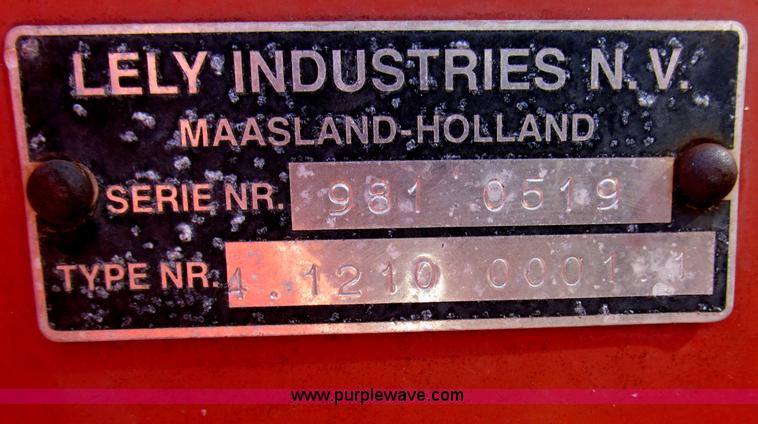 LELY INDUSTRIES N.V.
MAASLAND-HOLLAND
SERIE NR. 981 0519
TYPE NR. 4.1210 0001.1
www.purplewave.com